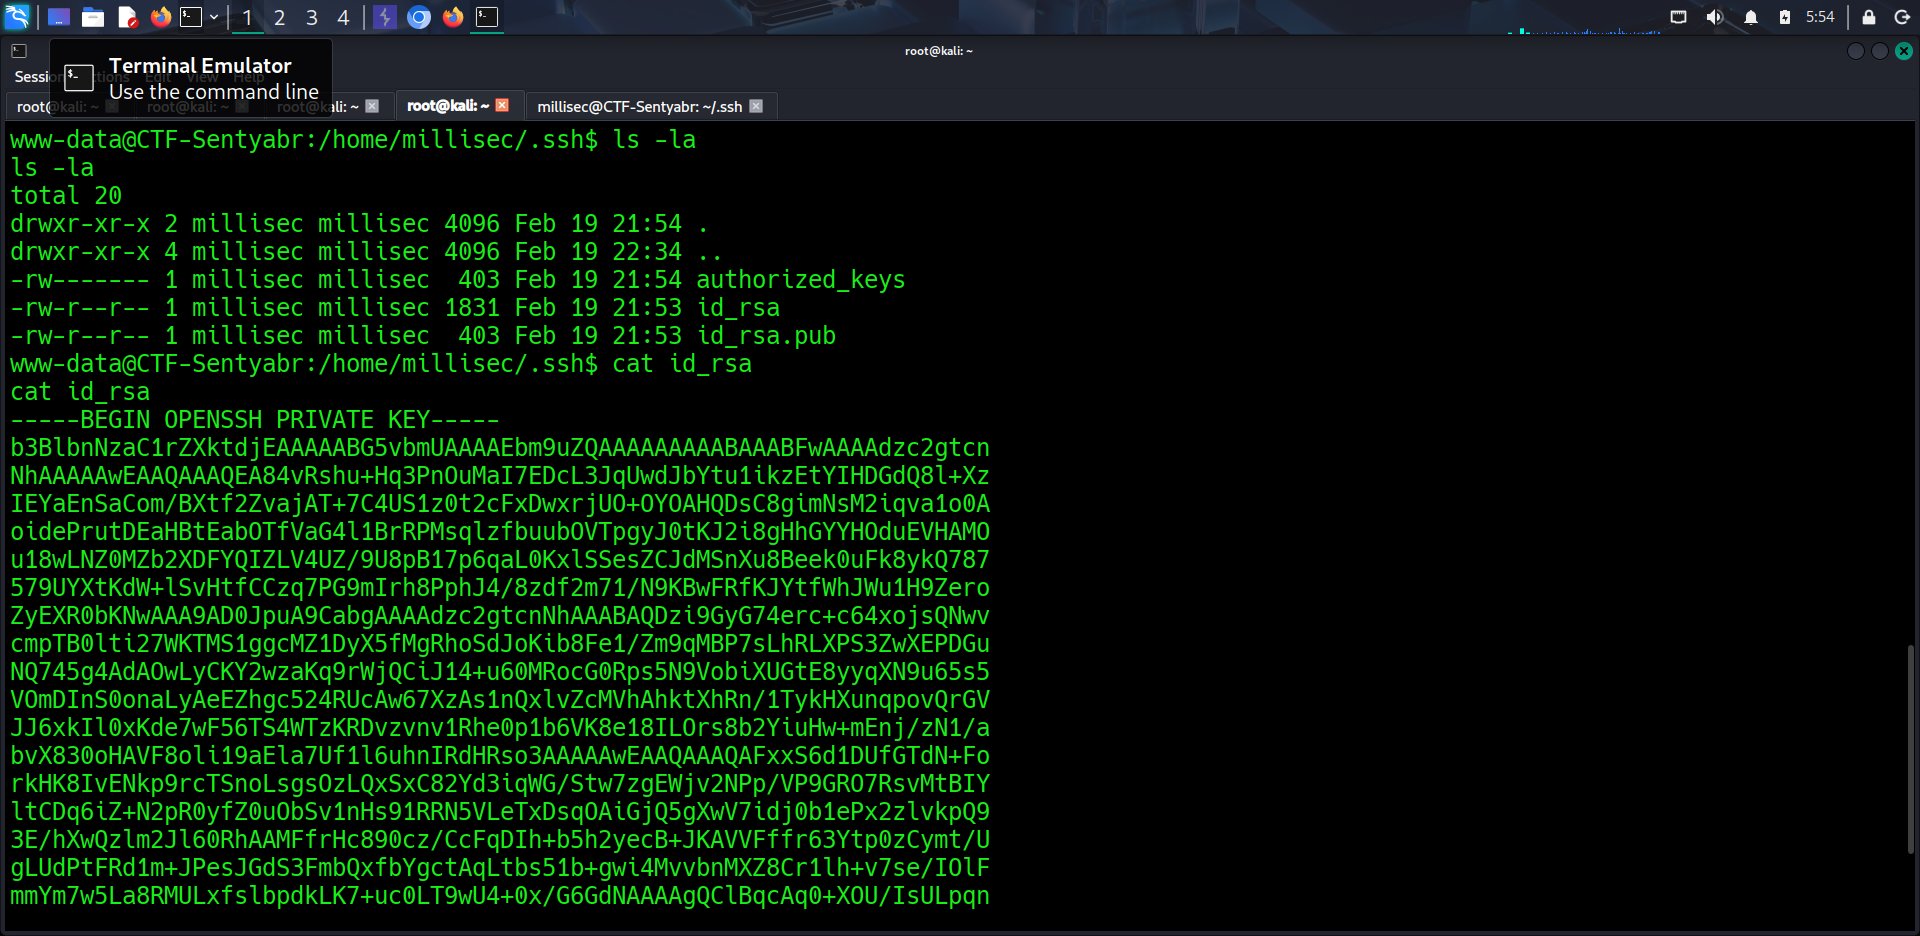 1 2 3 4 5:54
root@kali: ~
Terminal Emulator
Use the command line
root@kali: ~ root@kali: ~ root@kali: ~ root@kali: ~ millisec@CTF-Sentyabr: ~/.ssh
www-data@CTF-Sentyabr:/home/millisec/.ssh$ ls -la
ls -la
total 20
drwxr-xr-x 2 millisec millisec 4096 Feb 19 21:54 .
drwxr-xr-x 4 millisec millisec 4096 Feb 19 22:34 ..
-rw------- 1 millisec millisec  403 Feb 19 21:54 authorized_keys
-rw-r--r-- 1 millisec millisec 1831 Feb 19 21:53 id_rsa
-rw-r--r-- 1 millisec millisec  403 Feb 19 21:53 id_rsa.pub
www-data@CTF-Sentyabr:/home/millisec/.ssh$ cat id_rsa
cat id_rsa
-----BEGIN OPENSSH PRIVATE KEY-----
b3BlbnNzaC1rZXktdjEAAAAABG5vbmUAAAAEbm9uZQAAAAAAAAABAAABFwAAAAdzc2gtcn
NhAAAAAwEAAQAAAQEA84vRshu+Hq3PnOuMaI7EDcL3JqUwdJbYtu1ikzEtYIHDGdQ8l+Xz
IEYaEnSaCom/BXtf2ZvajAT+7C4US1z0t2cFxDwxrjUO+OYOAHQDsC8gimNsM2iqva1o0A
oidePrutDEaHBtEabOTfVaG4l1BrRPMsqlzfbuubOVTpgyJ0tKJ2i8gHhGYYHOduEVHAMO
u18wLNZ0MZb2XDFYQIZLV4UZ/9U8pB17p6qaL0KxlSSesZCJdMSnXu8Beek0uFk8ykQ787
579UYXtKdW+lSvHtfCCzq7PG9mIrh8PphJ4/8zdf2m71/N9KBwFRfKJYtfWhJWu1H9Zero
ZyEXR0bKNwAAA9AD0JpuA9CabgAAAAdzc2gtcnNhAAABAQDzi9GyG74erc+c64xojsQNwv
cmpTB0lti27WKTMS1ggcMZ1DyX5fMgRhoSdJoKib8Fe1/Zm9qMBP7sLhRLXPS3ZwXEPDGu
NQ745g4AdAOwLyCKY2wzaKq9rWjQCiJ14+u60MRocG0Rps5N9VobiXUGtE8yyqXN9u65s5
VOmDInS0onaLyAeEZhgc524RUcAw67XzAs1nQxlvZcMVhAhktXhRn/1TykHXunqpovQrGV
JJ6xkIl0xKde7wF56TS4WTzKRDvzvnv1Rhe0p1b6VK8e18ILOrs8b2YiuHw+mEnj/zN1/a
bvX830oHAVF8oli19aEla7Uf1l6uhnIRdHRso3AAAAAwEAAQAAAQAFxxS6d1DUfGTdN+Fo
rkHK8IvENkp9rcTSnoLsgsOzLQxSxC82Yd3iqWG/Stw7zgEWjv2NPp/VP9GRO7RsvMtBIY
ltCDq6iZ+N2pR0yfZ0uObSv1nHs91RRN5VLeTxDsqOAiGjQ5gXwV7idj0b1ePx2zlvkpQ9
3E/hXwQzlm2Jl60RhAAMFfrHc890cz/CcFqDIh+b5h2yecB+JKAVVFffr63Ytp0zCymt/U
gLUdPtFRd1m+JPesJGdS3FmbQxfbYgctAqLtbs51b+gwi4MvvbnMXZ8Cr1lh+v7se/IOlF
mmYm7w5La8RMULxfslbpdkLK7+uc0LT9wU4+0x/G6GdNAAAAgQClBqcAq0+XOU/IsULpqn